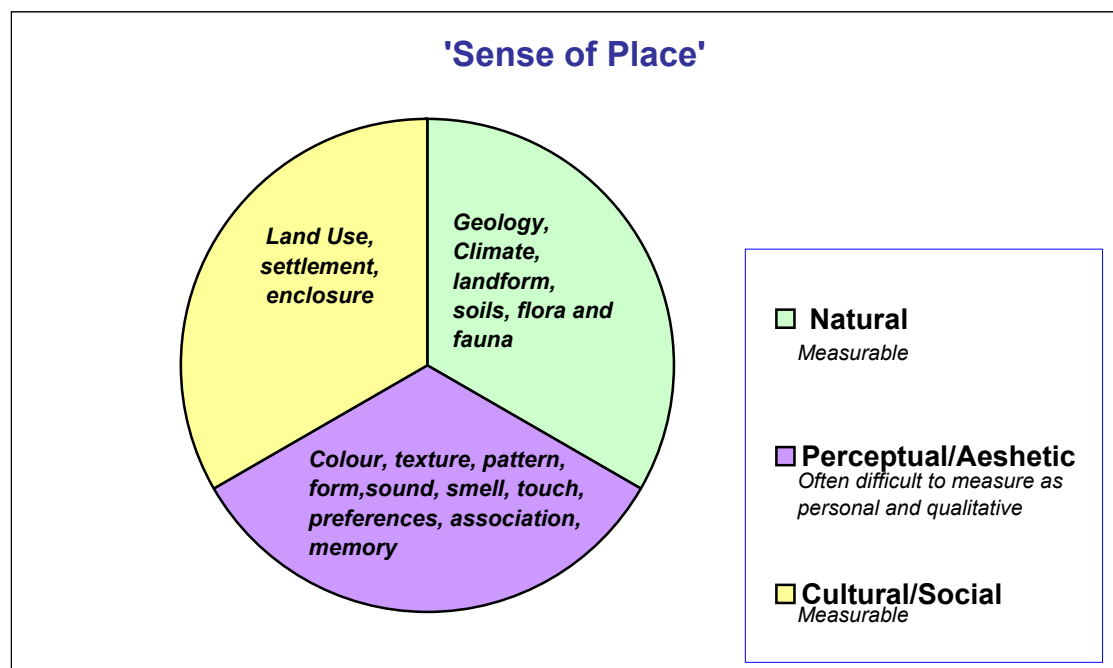 'Sense of Place'
Land Use,
settlement,
enclosure
Geology,
Climate,
landform,
soils, flora and
fauna
Colour, texture, pattern,
form,sound, smell, touch,
preferences, association,
memory
Natural
Measurable
Perceptual/Aeshetic
Often difficult to measure as
personal and qualitative
Cultural/Social
Measurable